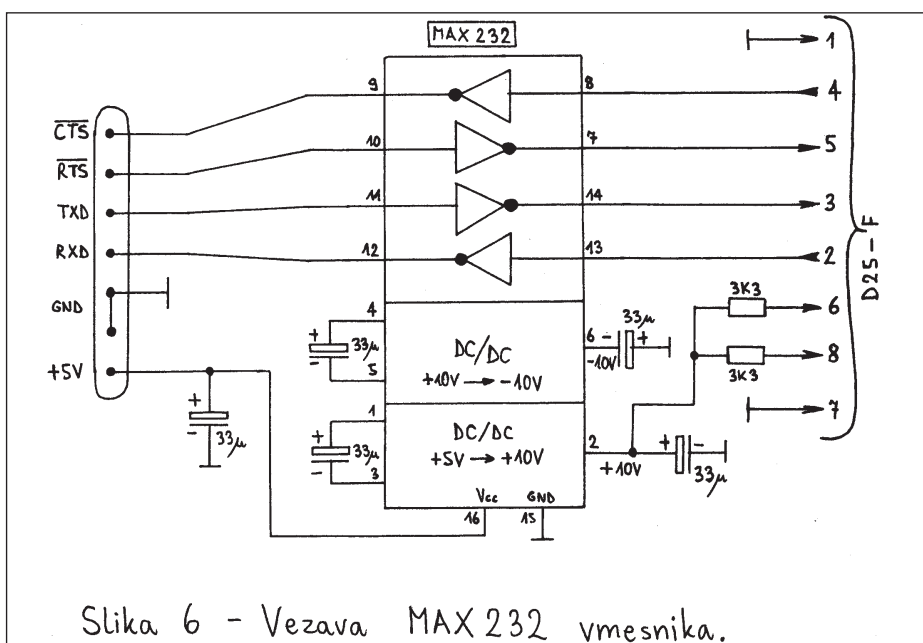 MAX 232
9
8
1
4
C̅T̅S̅
10
7
5
R̅T̅S̅
TXD
11
14
3
RXD
12
13
2
GND
+5V
D25-F
4
+
33µ
-
5
DC/DC
+10V → -10V
6
-
-10V
33µ
+
3K3
6
3K3
8
7
+
-
33µ
1
+
33µ
-
3
DC/DC
+5V → +10V
2
+10V
+
-
33µ
Vcc
GND
16
15
Slika 6 - Vezava MAX 232 vmesnika.